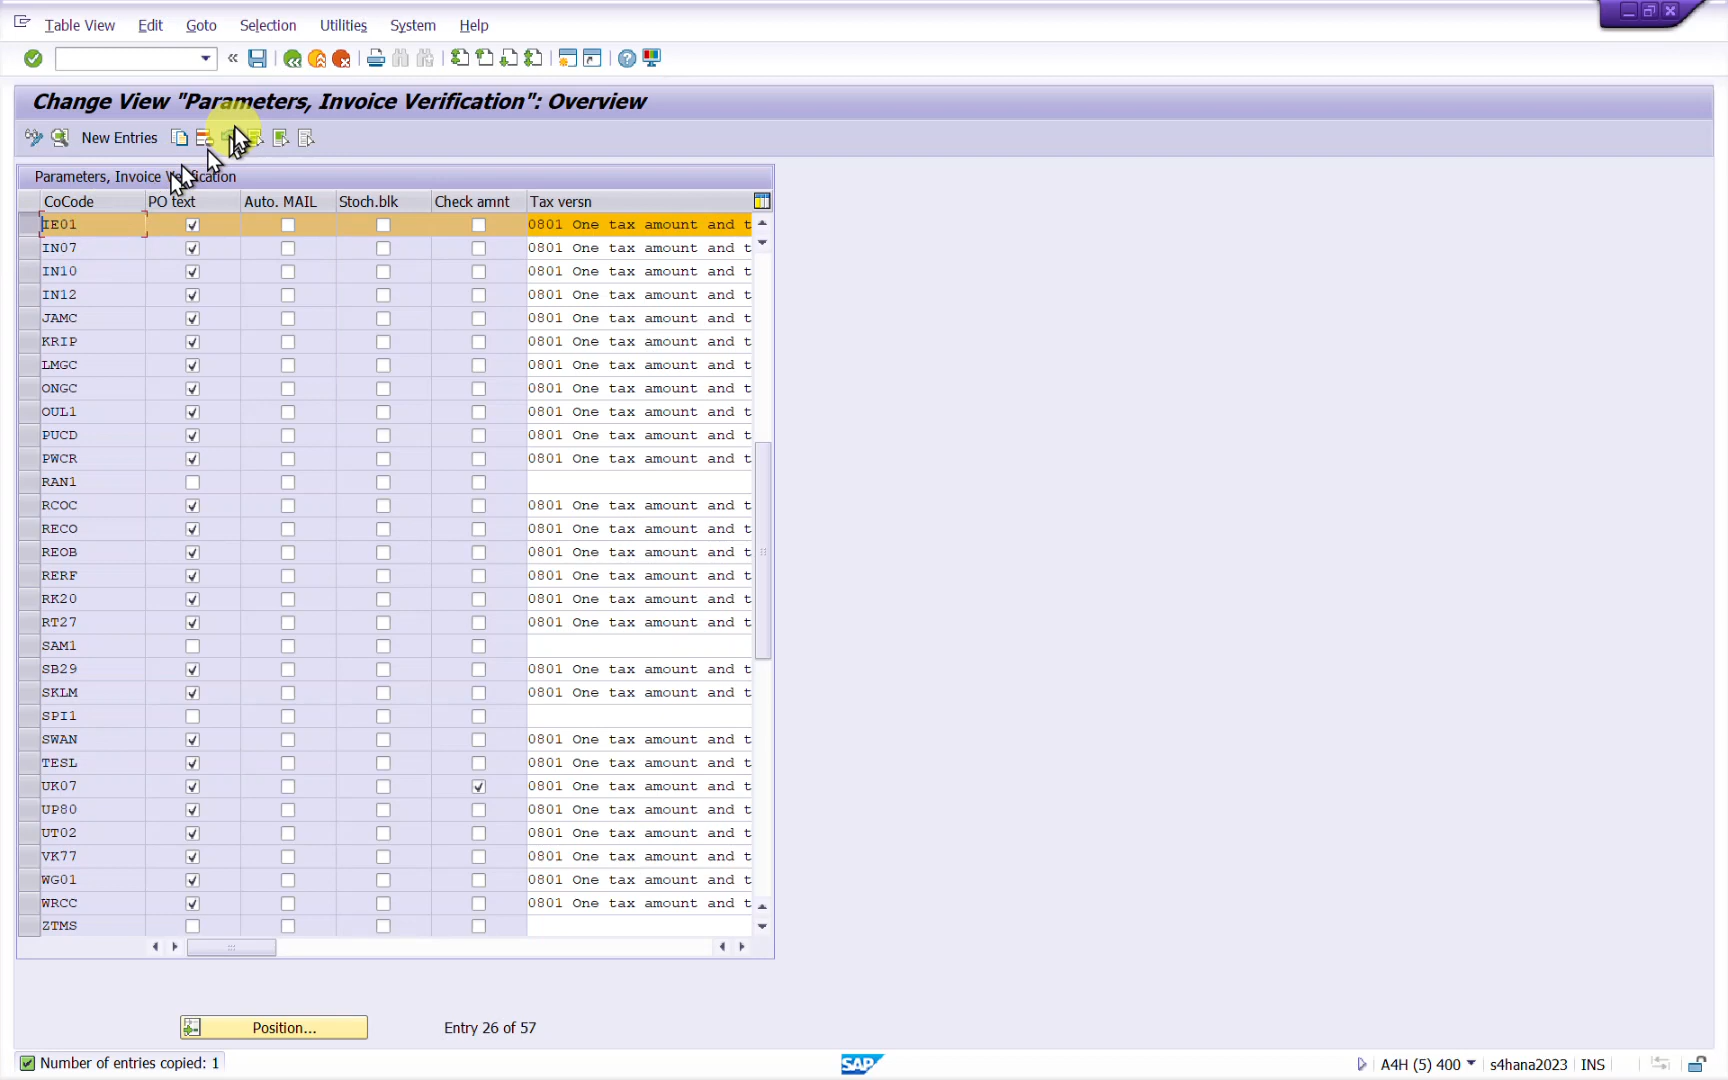 Table View Edit Goto Selection Utilities System Help
Change View "Parameters, Invoice Verification": Overview
New Entries
Parameters, Invoice Verification
CoCode PO text Auto. MAIL Stoch.blk Check amnt Tax versn
IE01 0801 One tax amount and t
IN07 0801 One tax amount and t
IN10 0801 One tax amount and t
IN12 0801 One tax amount and t
JAMC 0801 One tax amount and t
KRIP 0801 One tax amount and t
LMGC 0801 One tax amount and t
ONGC 0801 One tax amount and t
OUL1 0801 One tax amount and t
PUCD 0801 One tax amount and t
PWCR 0801 One tax amount and t
RAN1
RCOC 0801 One tax amount and t
RECO 0801 One tax amount and t
REOB 0801 One tax amount and t
RERF 0801 One tax amount and t
RK20 0801 One tax amount and t
RT27 0801 One tax amount and t
SAM1
SB29 0801 One tax amount and t
SKLM 0801 One tax amount and t
SPI1
SWAN 0801 One tax amount and t
TESL 0801 One tax amount and t
UK07 0801 One tax amount and t
UP80 0801 One tax amount and t
UT02 0801 One tax amount and t
VK77 0801 One tax amount and t
WG01 0801 One tax amount and t
WRCC 0801 One tax amount and t
ZTMS
Position... Entry 26 of 57
Number of entries copied: 1 SAP A4H (5) 400 s4hana2023 INS